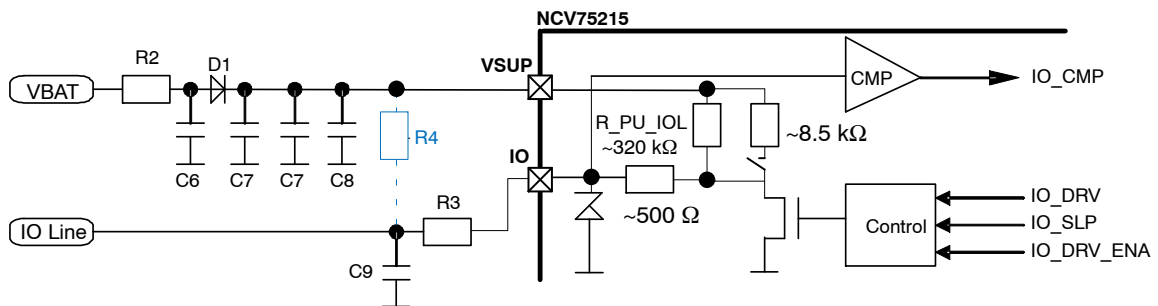 NCV75215
R2
D1
VSUP
VBAT
CMP
IO_CMP
R4
R_PU_IOL
~320 kΩ
~8.5 kΩ
IO
C6
C7
C7
C8
R3
~500 Ω
IO_DRV
Control
IO_SLP
IO Line
IO_DRV_ENA
C9